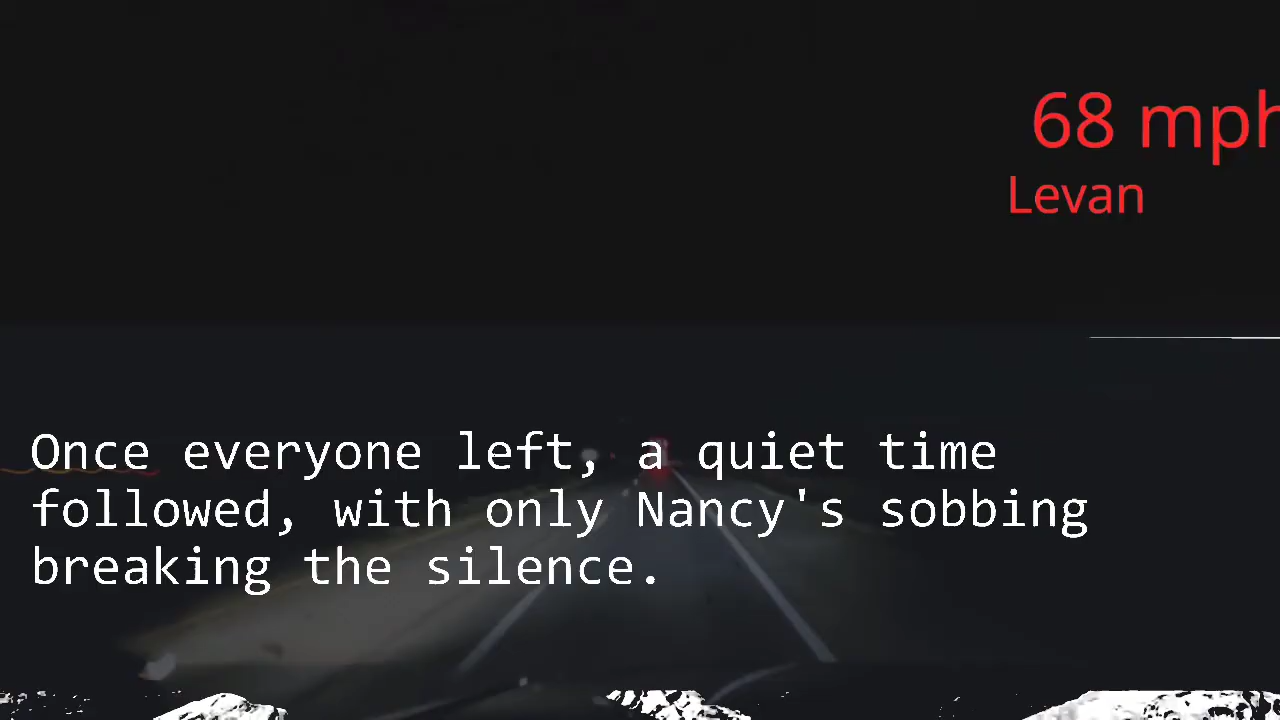 68 mph
Levan
Once everyone left, a quiet time
followed, with only Nancy's sobbing
breaking the silence.